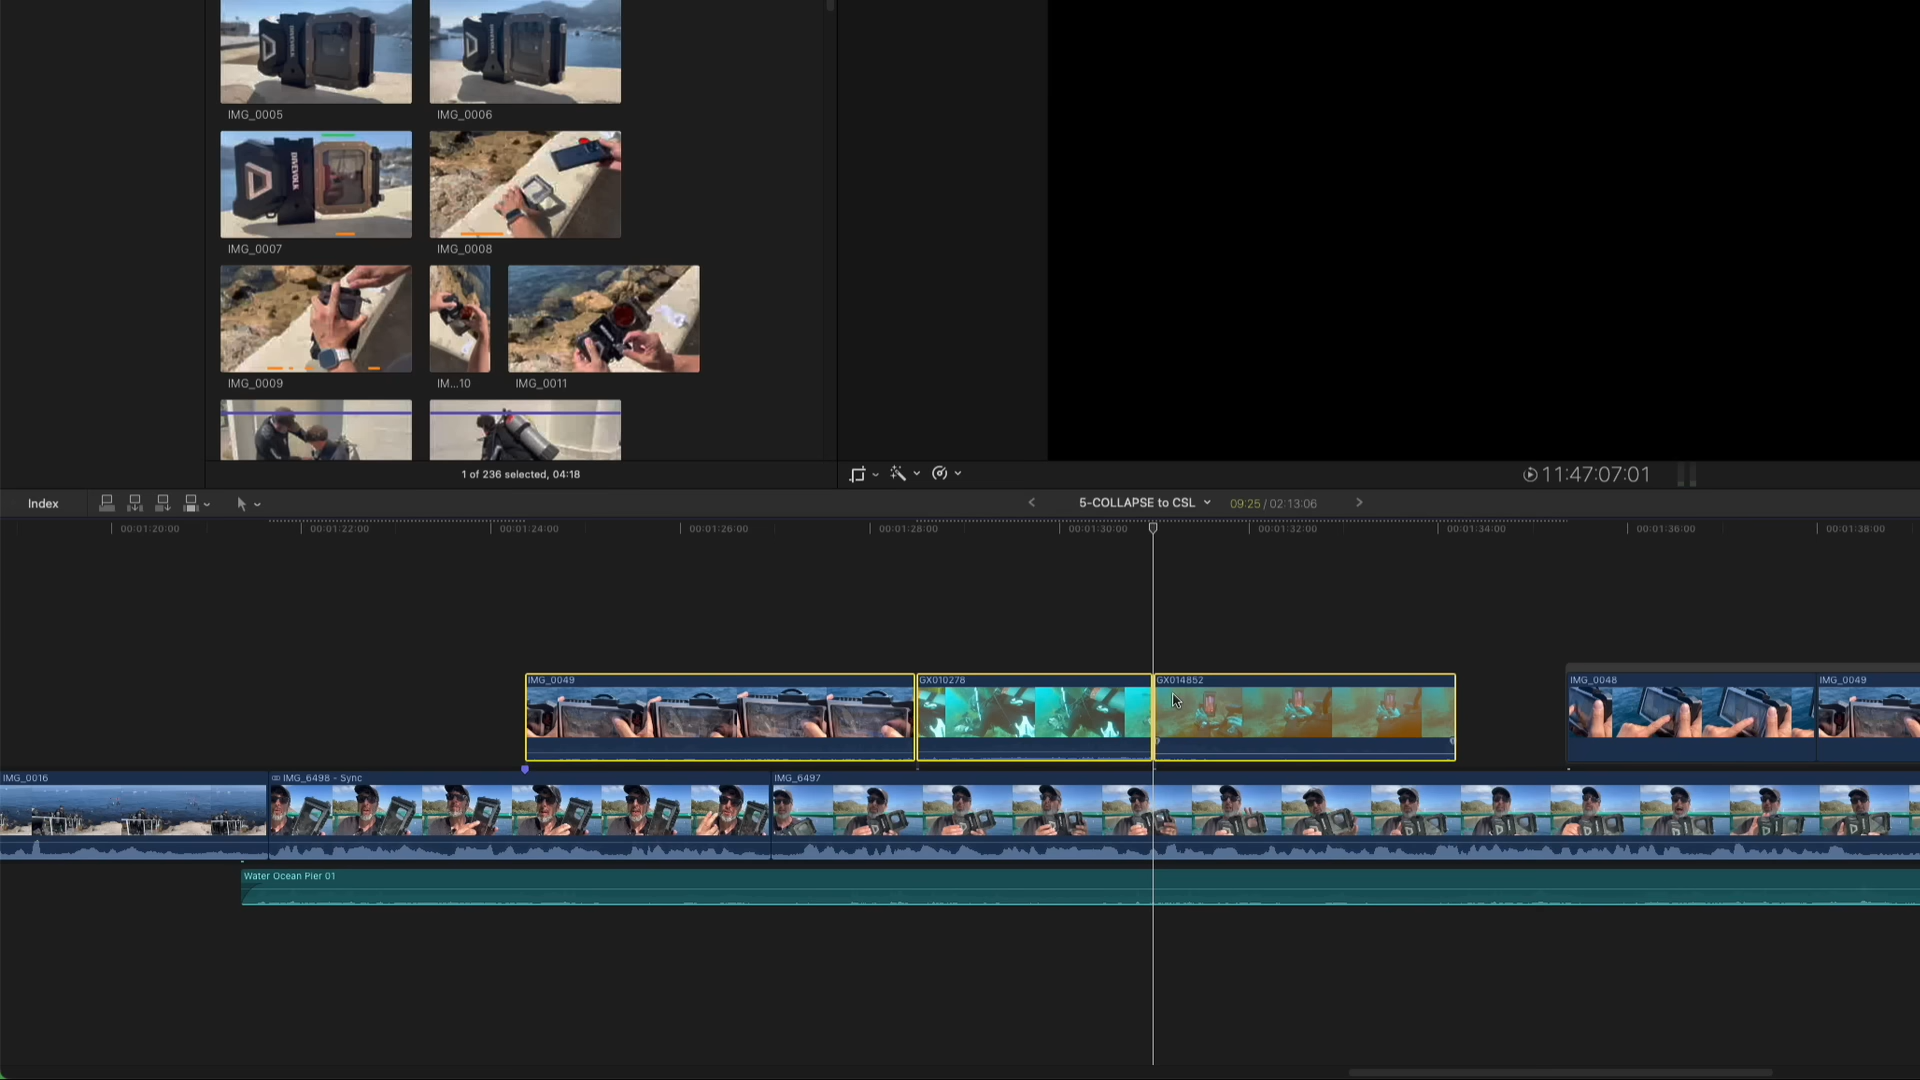 IMG_0005
IMG_0006
DIVEVOLK
IMG_0007
IMG_0008
IMG_0009
IM...10
IMG_0011
1 of 236 selected, 04:18
11:47:07:01
Index
5-COLLAPSE to CSL
09:25 / 02:13:06
00:01:20:00
00:01:22:00
00:01:24:00
00:01:26:00
00:01:28:00
00:01:30:00
00:01:32:00
00:01:34:00
00:01:36:00
00:01:38:00
IMG_0049
GX010278
GX014852
IMG_0048
IMG_0049
IMG_0016
IMG_6498 - Sync
IMG_6497
Water Ocean Pier 01